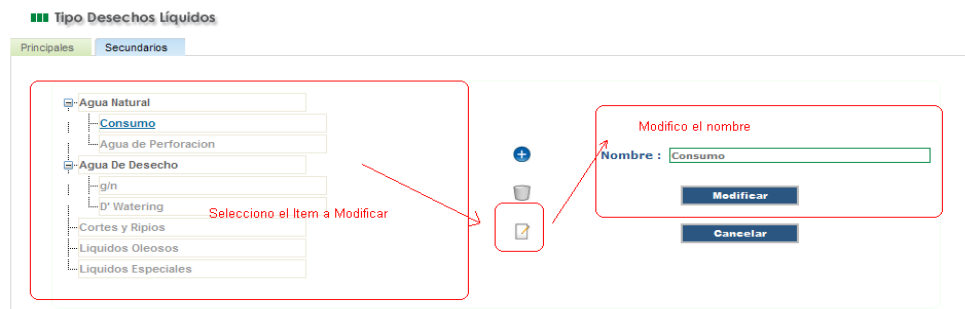 Tipo Desechos Líquidos
Principales Secundarios
Agua Natural
Consumo
Agua de Perforacion
Agua De Desecho
g/n
D' Watering
Cortes y Ripios
Liquidos Oleosos
Liquidos Especiales
Selecciono el Item a Modificar
Modifico el nombre
Nombre : Consumo
Modificar
Cancelar